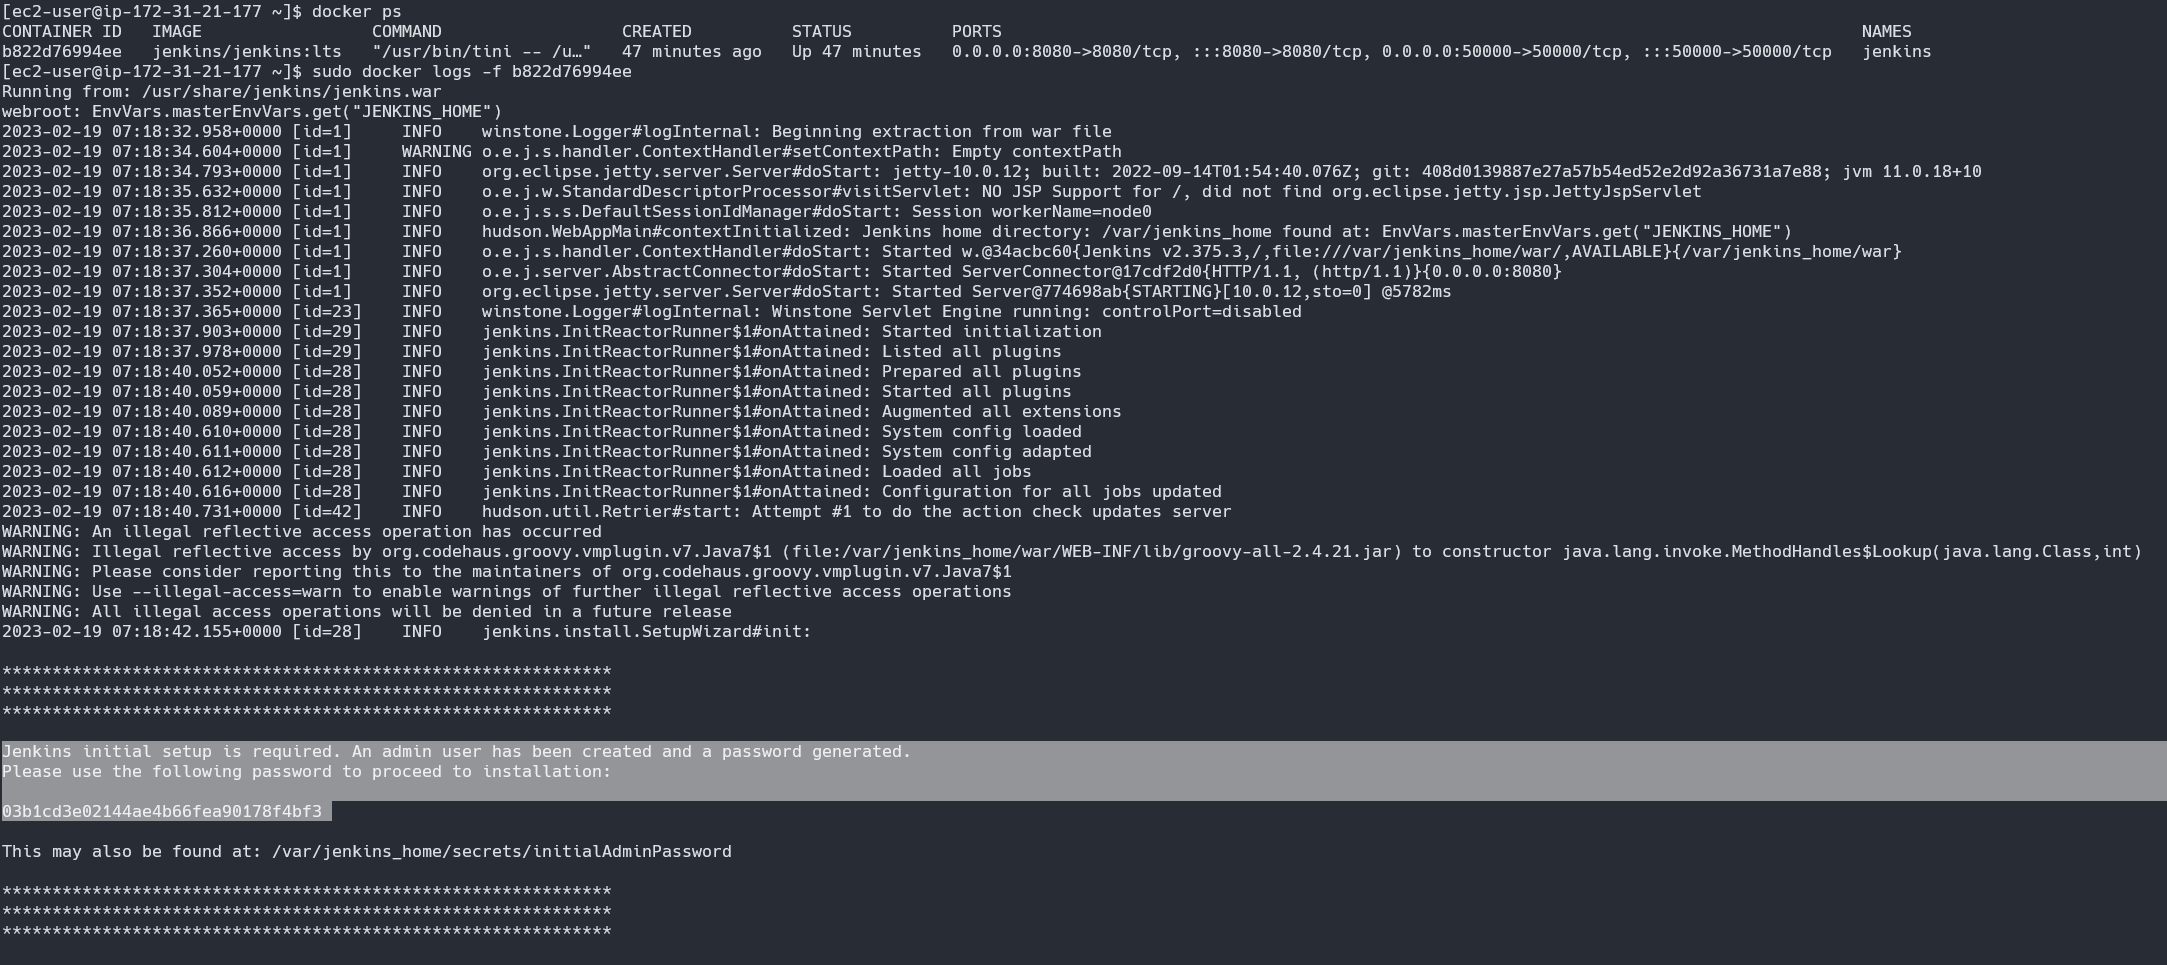 [ec2-user@ip-172-31-21-177 ~]$ docker ps
CONTAINER ID   IMAGE                 COMMAND                  CREATED          STATUS          PORTS                                                                                      NAMES
b822d76994ee   jenkins/jenkins:lts   "/usr/bin/tini -- /u…"   47 minutes ago   Up 47 minutes   0.0.0.0:8080->8080/tcp, :::8080->8080/tcp, 0.0.0.0:50000->50000/tcp, :::50000->50000/tcp   jenkins
[ec2-user@ip-172-31-21-177 ~]$ sudo docker logs -f b822d76994ee
Running from: /usr/share/jenkins/jenkins.war
webroot: EnvVars.masterEnvVars.get("JENKINS_HOME")
2023-02-19 07:18:32.958+0000 [id=1]     INFO    winstone.Logger#logInternal: Beginning extraction from war file
2023-02-19 07:18:34.604+0000 [id=1]     WARNING o.e.j.s.handler.ContextHandler#setContextPath: Empty contextPath
2023-02-19 07:18:34.793+0000 [id=1]     INFO    org.eclipse.jetty.server.Server#doStart: jetty-10.0.12; built: 2022-09-14T01:54:40.076Z; git: 408d0139887e27a57b54ed52e2d92a36731a7e88; jvm 11.0.18+10
2023-02-19 07:18:35.632+0000 [id=1]     INFO    o.e.j.w.StandardDescriptorProcessor#visitServlet: NO JSP Support for /, did not find org.eclipse.jetty.jsp.JettyJspServlet
2023-02-19 07:18:35.812+0000 [id=1]     INFO    o.e.j.s.s.DefaultSessionIdManager#doStart: Session workerName=node0
2023-02-19 07:18:36.866+0000 [id=1]     INFO    hudson.WebAppMain#contextInitialized: Jenkins home directory: /var/jenkins_home found at: EnvVars.masterEnvVars.get("JENKINS_HOME")
2023-02-19 07:18:37.260+0000 [id=1]     INFO    o.e.j.s.handler.ContextHandler#doStart: Started w.@34acbc60{Jenkins v2.375.3,/,file:///var/jenkins_home/war/,AVAILABLE}{/var/jenkins_home/war}
2023-02-19 07:18:37.304+0000 [id=1]     INFO    o.e.j.server.AbstractConnector#doStart: Started ServerConnector@17cdf2d0{HTTP/1.1, (http/1.1)}{0.0.0.0:8080}
2023-02-19 07:18:37.352+0000 [id=1]     INFO    org.eclipse.jetty.server.Server#doStart: Started Server@774698ab{STARTING}[10.0.12,sto=0] @5782ms
2023-02-19 07:18:37.365+0000 [id=23]    INFO    winstone.Logger#logInternal: Winstone Servlet Engine running: controlPort=disabled
2023-02-19 07:18:37.903+0000 [id=29]    INFO    jenkins.InitReactorRunner$1#onAttained: Started initialization
2023-02-19 07:18:37.978+0000 [id=29]    INFO    jenkins.InitReactorRunner$1#onAttained: Listed all plugins
2023-02-19 07:18:40.052+0000 [id=28]    INFO    jenkins.InitReactorRunner$1#onAttained: Prepared all plugins
2023-02-19 07:18:40.059+0000 [id=28]    INFO    jenkins.InitReactorRunner$1#onAttained: Started all plugins
2023-02-19 07:18:40.089+0000 [id=28]    INFO    jenkins.InitReactorRunner$1#onAttained: Augmented all extensions
2023-02-19 07:18:40.610+0000 [id=28]    INFO    jenkins.InitReactorRunner$1#onAttained: System config loaded
2023-02-19 07:18:40.611+0000 [id=28]    INFO    jenkins.InitReactorRunner$1#onAttained: System config adapted
2023-02-19 07:18:40.612+0000 [id=28]    INFO    jenkins.InitReactorRunner$1#onAttained: Loaded all jobs
2023-02-19 07:18:40.616+0000 [id=28]    INFO    jenkins.InitReactorRunner$1#onAttained: Configuration for all jobs updated
2023-02-19 07:18:40.731+0000 [id=42]    INFO    hudson.util.Retrier#start: Attempt #1 to do the action check updates server
WARNING: An illegal reflective access operation has occurred
WARNING: Illegal reflective access by org.codehaus.groovy.vmplugin.v7.Java7$1 (file:/var/jenkins_home/war/WEB-INF/lib/groovy-all-2.4.21.jar) to constructor java.lang.invoke.MethodHandles$Lookup(java.lang.Class,int)
WARNING: Please consider reporting this to the maintainers of org.codehaus.groovy.vmplugin.v7.Java7$1
WARNING: Use --illegal-access=warn to enable warnings of further illegal reflective access operations
WARNING: All illegal access operations will be denied in a future release
2023-02-19 07:18:42.155+0000 [id=28]    INFO    jenkins.install.SetupWizard#init:
*************************************************************
*************************************************************
*************************************************************
Jenkins initial setup is required. An admin user has been created and a password generated.
Please use the following password to proceed to installation:
03b1cd3e02144ae4b66fea90178f4bf3
This may also be found at: /var/jenkins_home/secrets/initialAdminPassword
*************************************************************
*************************************************************
*************************************************************